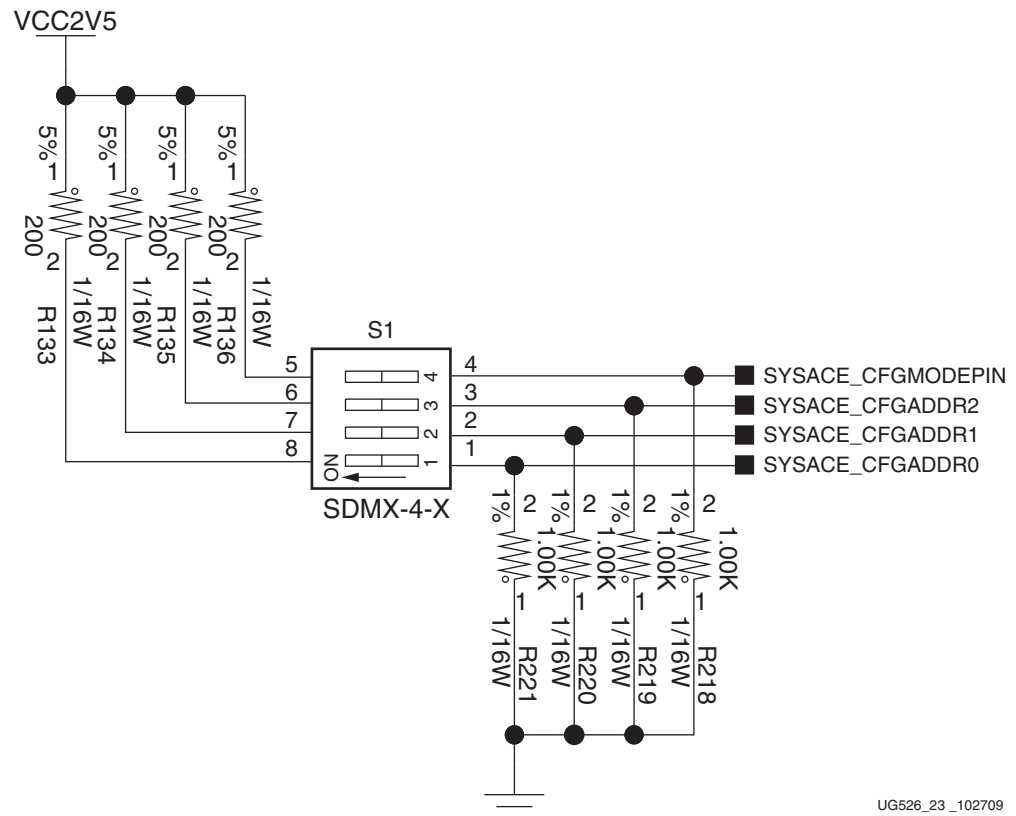 VCC2V5
5% 1
5% 1
5% 1
5% 1
200 2
200 2
200 2
200 2
R133
1/16W
R134
1/16W
R135
1/16W
R136
1/16W
S1
5
6
7
8
4
3
2
1
ON
4
3
2
1
SDMX-4-X
SYSACE_CFGMODEPIN
SYSACE_CFGADDR2
SYSACE_CFGADDR1
SYSACE_CFGADDR0
1% 2
1% 2
1% 2
1% 2
1.00K
1.00K
1.00K
1.00K
1
1
1
1
1/16W
R221
1/16W
R220
1/16W
R219
1/16W
R218
UG526_23 _102709